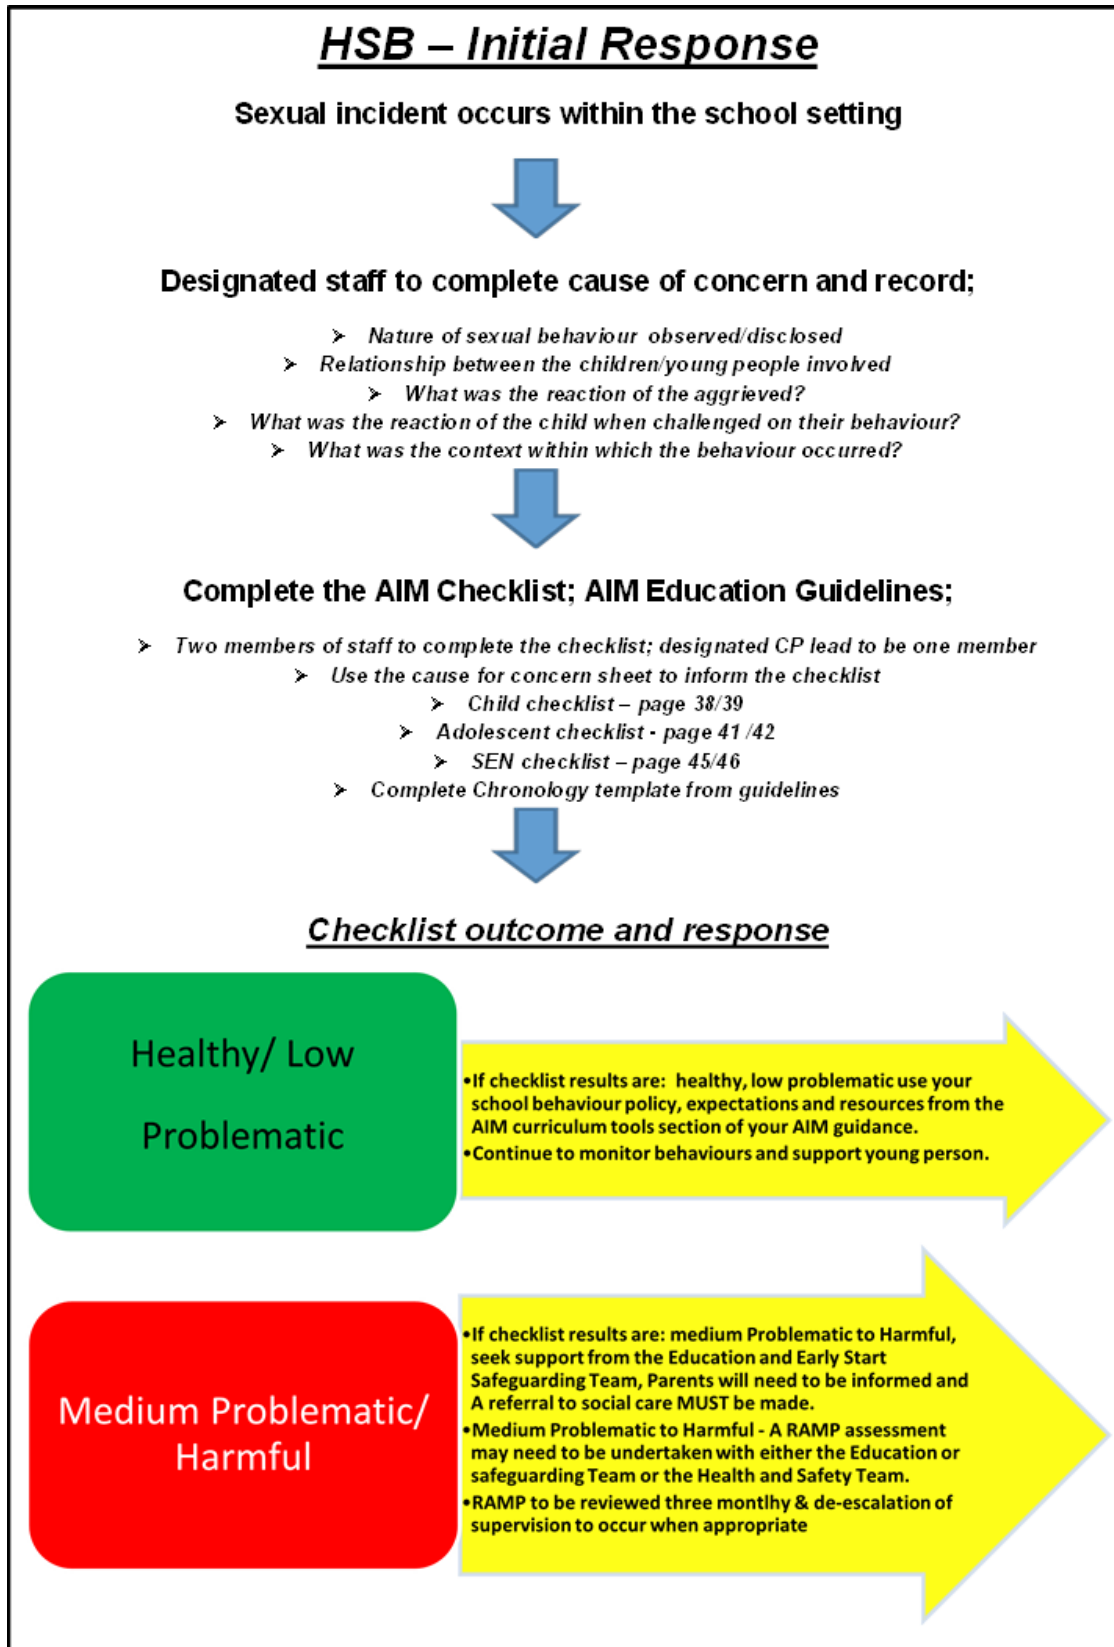 HSB – Initial Response
Sexual incident occurs within the school setting
Designated staff to complete cause of concern and record;
➢ Nature of sexual behaviour observed/disclosed
➢ Relationship between the children/young people involved
➢ What was the reaction of the aggrieved?
➢ What was the reaction of the child when challenged on their behaviour?
➢ What was the context within which the behaviour occurred?
Complete the AIM Checklist; AIM Education Guidelines;
➢ Two members of staff to complete the checklist; designated CP lead to be one member
➢ Use the cause for concern sheet to inform the checklist
➢ Child checklist – page 38/39
➢ Adolescent checklist - page 41/42
➢ SEN checklist – page 45/46
➢ Complete Chronology template from guidelines
Checklist outcome and response
Healthy/ Low
Problematic
•If checklist results are: healthy, low problematic use your
school behaviour policy, expectations and resources from the
AIM curriculum tools section of your AIM guidance.
•Continue to monitor behaviours and support young person.
Medium Problematic/
Harmful
•If checklist results are: medium Problematic to Harmful,
seek support from the Education and Early Start
Safeguarding Team, Parents will need to be informed and
A referral to social care MUST be made.
•Medium Problematic to Harmful - A RAMP assessment
may need to be undertaken with either the Education or
safeguarding Team or the Health and Safety Team.
•RAMP to be reviewed three montlhy & de-escalation of
supervision to occur when appropriate